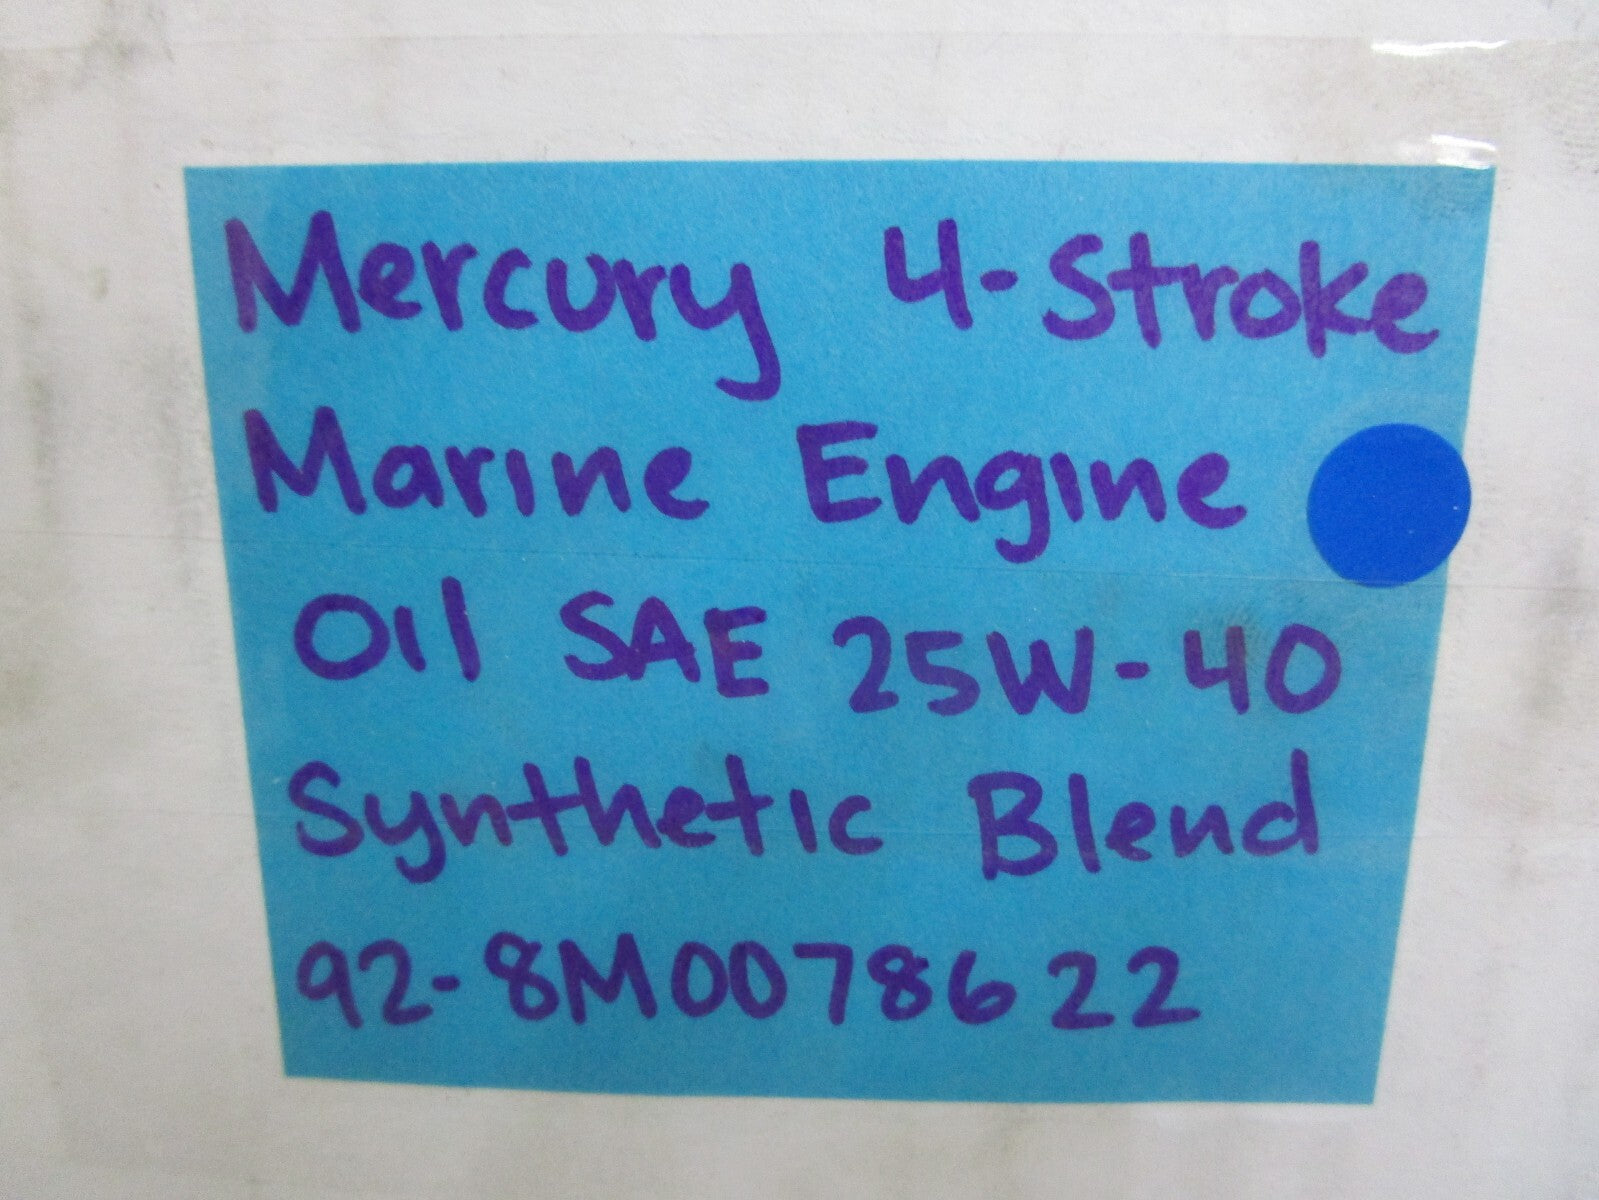 Mercury 4-Stroke
Marine Engine
Oil SAE 25W-40
Synthetic Blend
92-8M0078622